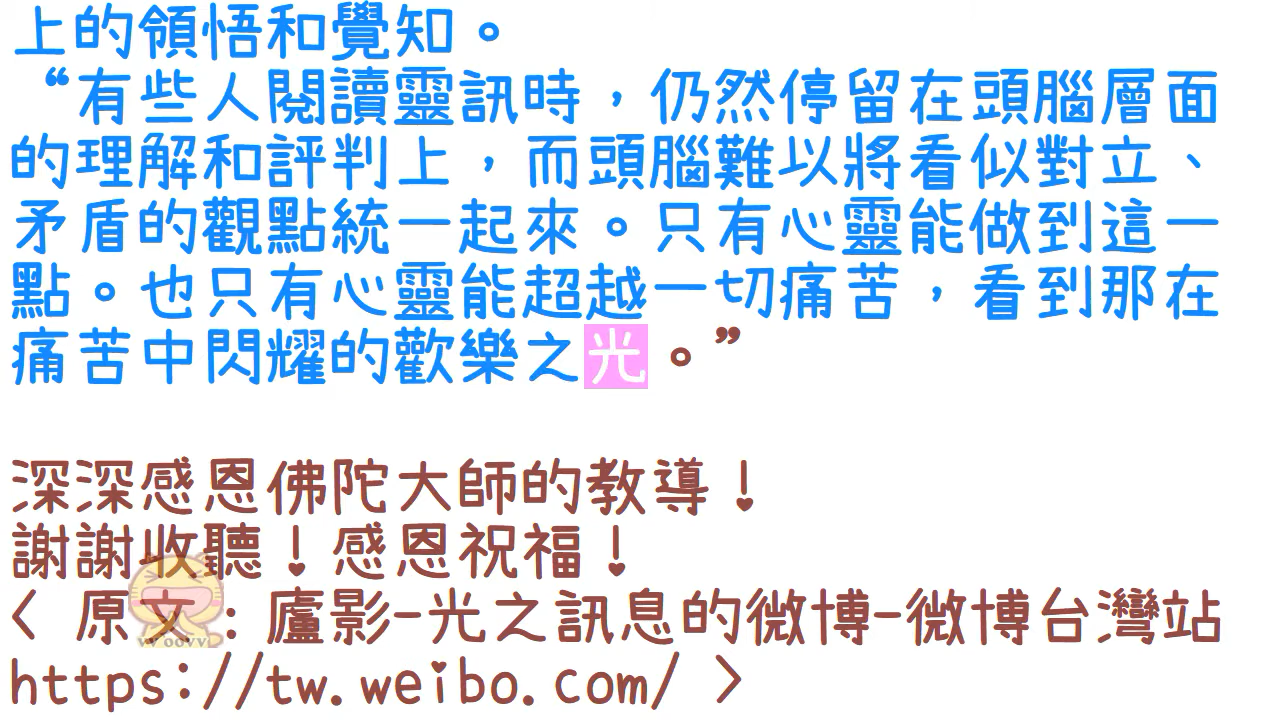 上的領悟和覺知。
“有些人閱讀靈訊時，仍然停留在頭腦層面
的理解和評判上，而頭腦難以將看似對立、
矛盾的觀點統一起來。只有心靈能做到這一
點。也只有心靈能超越一切痛苦，看到那在
痛苦中閃耀的歡樂之光。”
深深感恩佛陀大師的教導！
謝謝收聽！感恩祝福！
< 原文：廬影-光之訊息的微博-微博台灣站
https://tw.weibo.com/ >